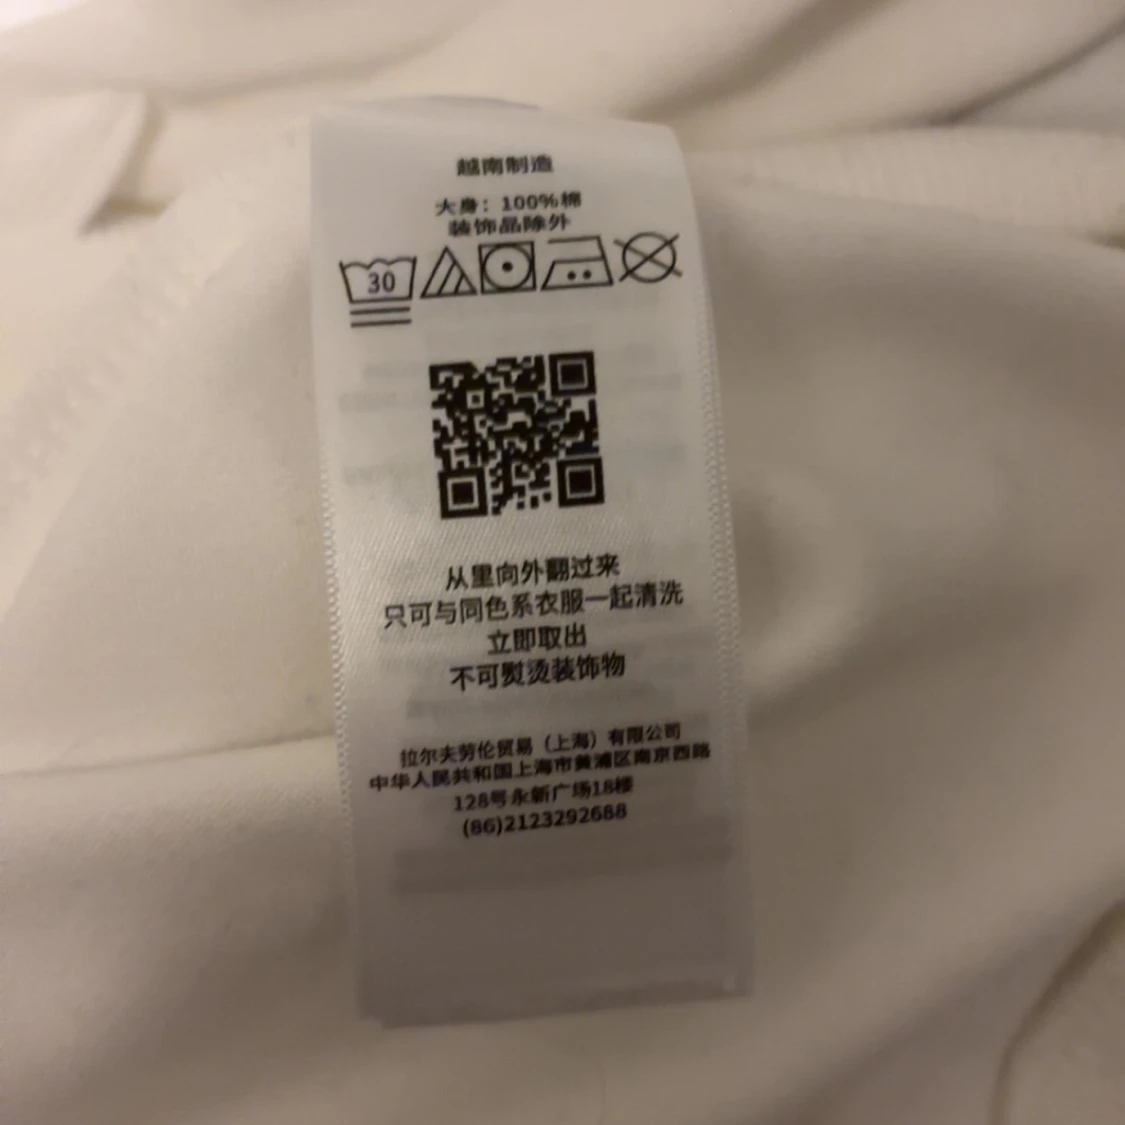 越南制造
大身：100%棉
装饰品除外
30
从里向外翻过来
只可与同色系衣服一起清洗
立即取出
不可熨烫装饰物
拉尔夫劳伦贸易（上海）有限公司
中华人民共和国上海市黄浦区南京西路
128号永新广场18楼
(86)2123292688